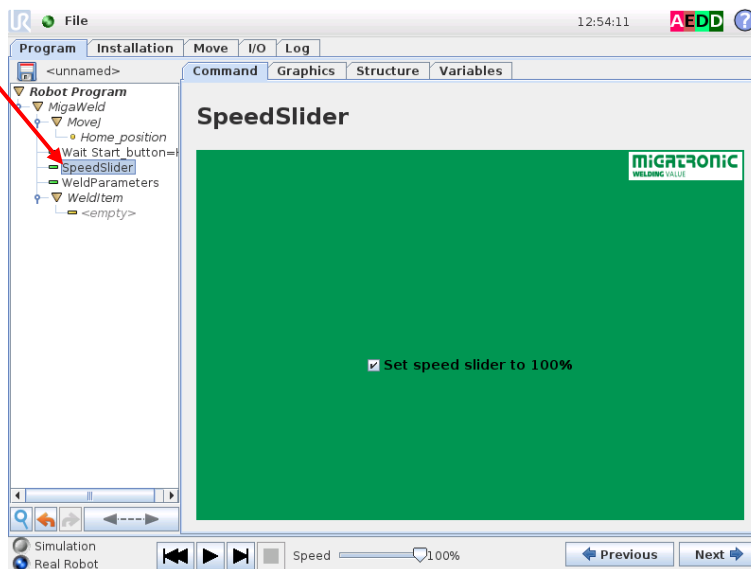 File
12:54:11
AEDD
?
Program Installation Move I/O Log
<unnamed>
Command Graphics Structure Variables
Robot Program
MigaWeld
MoveJ
Home_position
Wait Start_button=
SpeedSlider
WeldParameters
WeldItem
<empty>
SpeedSlider
MIGATRONIC
WELDING VALUE
Set speed slider to 100%
Simulation
Real Robot
Speed 100%
Previous
Next